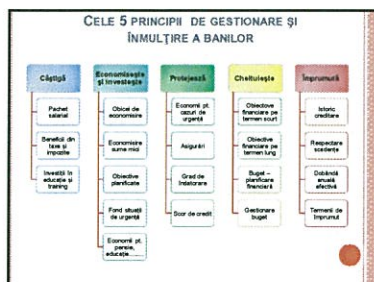 CELE 5 PRINCIPII DE GESTIONARE ȘI
ÎNMULȚIRE A BANILOR
Câștigă
Pachet
salarial
Beneficii din
taxe și
impozite
Investiții în
educație și
training
Economisește
și investește
Obicei de
economisire
Economisire
sume mici
Obiective
planificate
Fond situații
de urgență
Economii pt.
pensie,
educație......
Protejează
Economii pt.
cazuri de
urgență
Asigurări
Grad de
îndatorare
Scor de credit
Cheltuiește
Obiective
financiare pe
termen scurt
Obiective
financiare pe
termen lung
Buget –
planificare
financiară
Gestionare
buget
Împrumută
Istoric
creditare
Respectare
scadențe
Dobândă
anuală
efectivă
Termenii de
împrumut